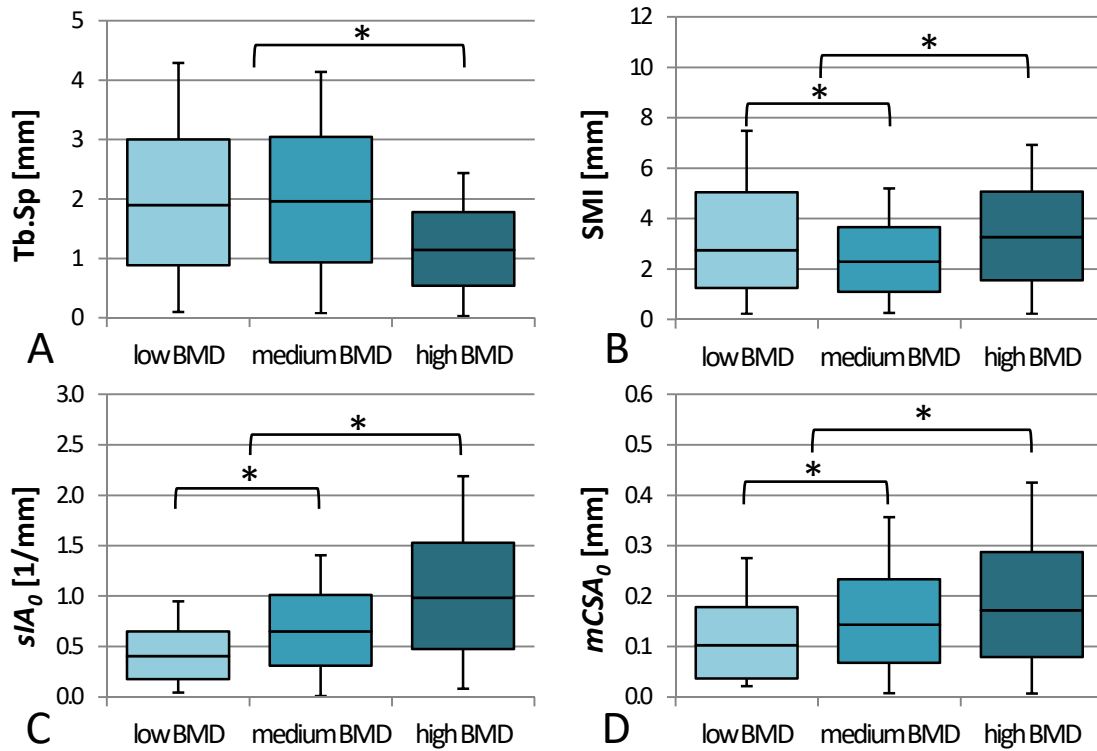 Tb.Sp [mm]
5
4
3
2
1
0
*
A
low BMD medium BMD high BMD
SMI [mm]
12
10
8
6
4
2
0
*
*
B
low BMD medium BMD high BMD
sIA0 [1/mm]
3.0
2.5
2.0
1.5
1.0
0.5
0.0
*
*
C
low BMD medium BMD high BMD
mCSA0 [mm]
0.6
0.5
0.4
0.3
0.2
0.1
0.0
*
*
D
low BMD medium BMD high BMD